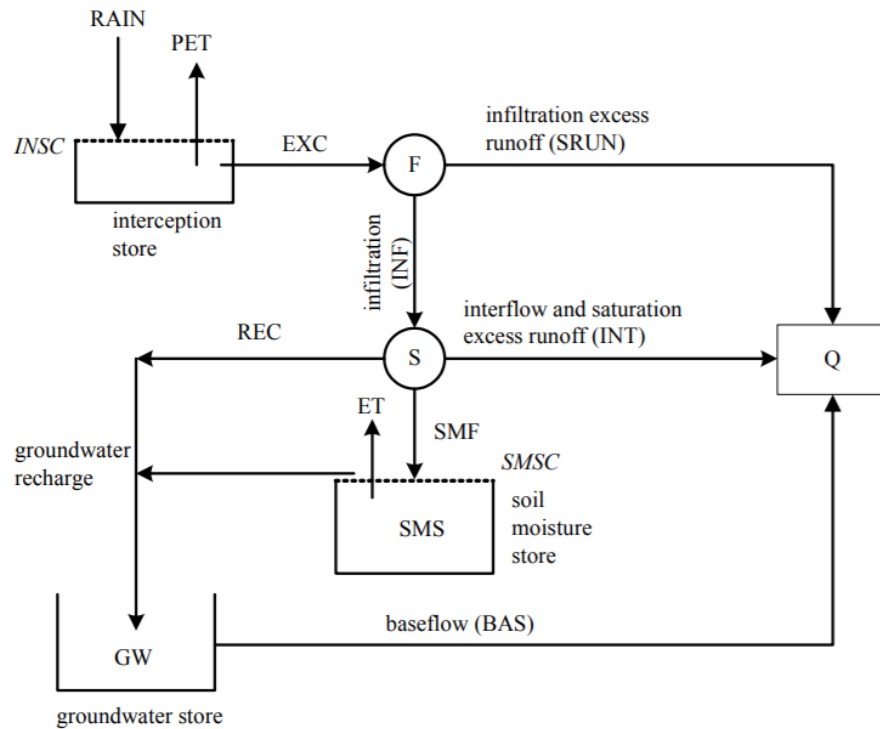 RAIN
PET
INSC
EXC
F
infiltration excess
runoff (SRUN)
interception
store
infiltration
(INF)
REC
S
interflow and saturation
excess runoff (INT)
Q
ET
SMF
groundwater
recharge
SMSC
SMS
soil
moisture
store
GW
baseflow (BAS)
groundwater store